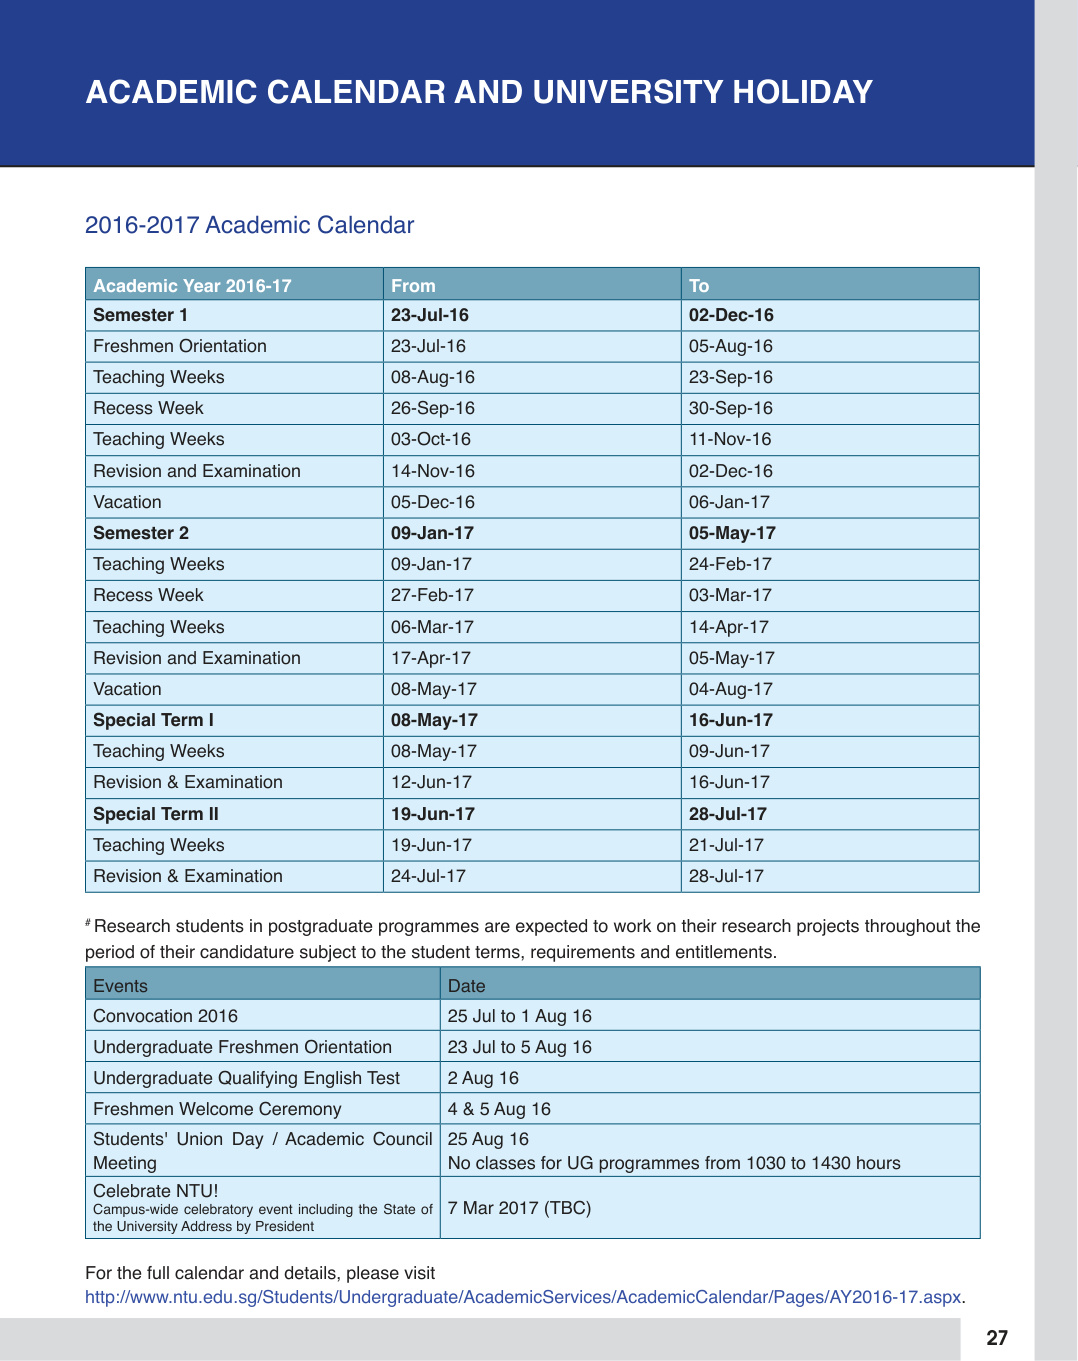 ACADEMIC CALENDAR AND UNIVERSITY HOLIDAY
2016-2017 Academic Calendar
Academic Year 2016-17 From To
Semester 1 23-Jul-16 02-Dec-16
Freshmen Orientation 23-Jul-16 05-Aug-16
Teaching Weeks 08-Aug-16 23-Sep-16
Recess Week 26-Sep-16 30-Sep-16
Teaching Weeks 03-Oct-16 11-Nov-16
Revision and Examination 14-Nov-16 02-Dec-16
Vacation 05-Dec-16 06-Jan-17
Semester 2 09-Jan-17 05-May-17
Teaching Weeks 09-Jan-17 24-Feb-17
Recess Week 27-Feb-17 03-Mar-17
Teaching Weeks 06-Mar-17 14-Apr-17
Revision and Examination 17-Apr-17 05-May-17
Vacation 08-May-17 04-Aug-17
Special Term I 08-May-17 16-Jun-17
Teaching Weeks 08-May-17 09-Jun-17
Revision & Examination 12-Jun-17 16-Jun-17
Special Term II 19-Jun-17 28-Jul-17
Teaching Weeks 19-Jun-17 21-Jul-17
Revision & Examination 24-Jul-17 28-Jul-17
# Research students in postgraduate programmes are expected to work on their research projects throughout the
period of their candidature subject to the student terms, requirements and entitlements.
Events Date
Convocation 2016 25 Jul to 1 Aug 16
Undergraduate Freshmen Orientation 23 Jul to 5 Aug 16
Undergraduate Qualifying English Test 2 Aug 16
Freshmen Welcome Ceremony 4 & 5 Aug 16
Students' Union Day / Academic Council 25 Aug 16
Meeting No classes for UG programmes from 1030 to 1430 hours
Celebrate NTU!
Campus-wide celebratory event including the State of 7 Mar 2017 (TBC)
the University Address by President
For the full calendar and details, please visit
http://www.ntu.edu.sg/Students/Undergraduate/AcademicServices/AcademicCalendar/Pages/AY2016-17.aspx.
27